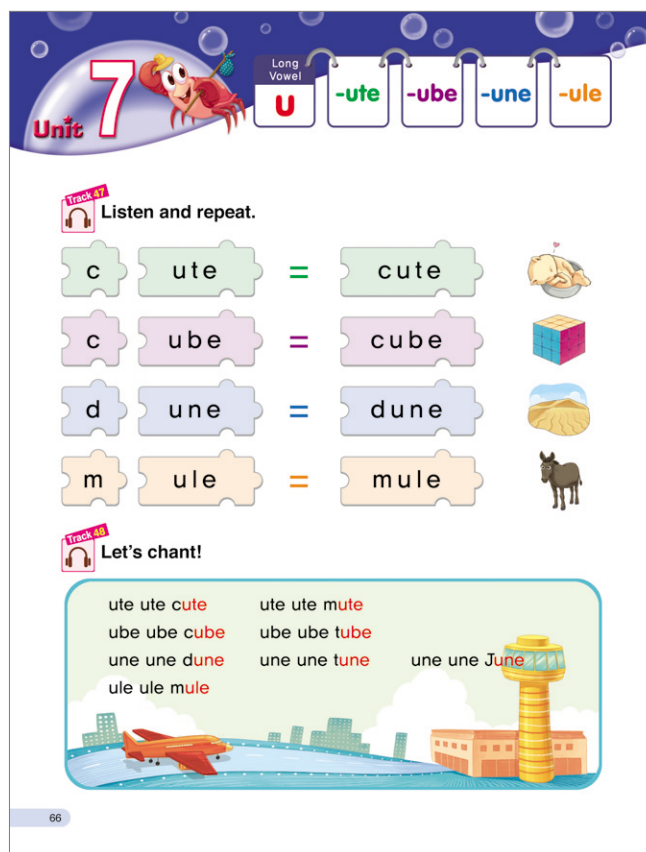 Unit 7
Long
Vowel
u
-ute -ube -une -ule
Track 47
Listen and repeat.
c ute = cute
c ube = cube
d une = dune
m ule = mule
Track 48
Let's chant!
ute ute cute ute ute mute
ube ube cube ube ube tube
une une dune une une tune une une June
ule ule mule
66